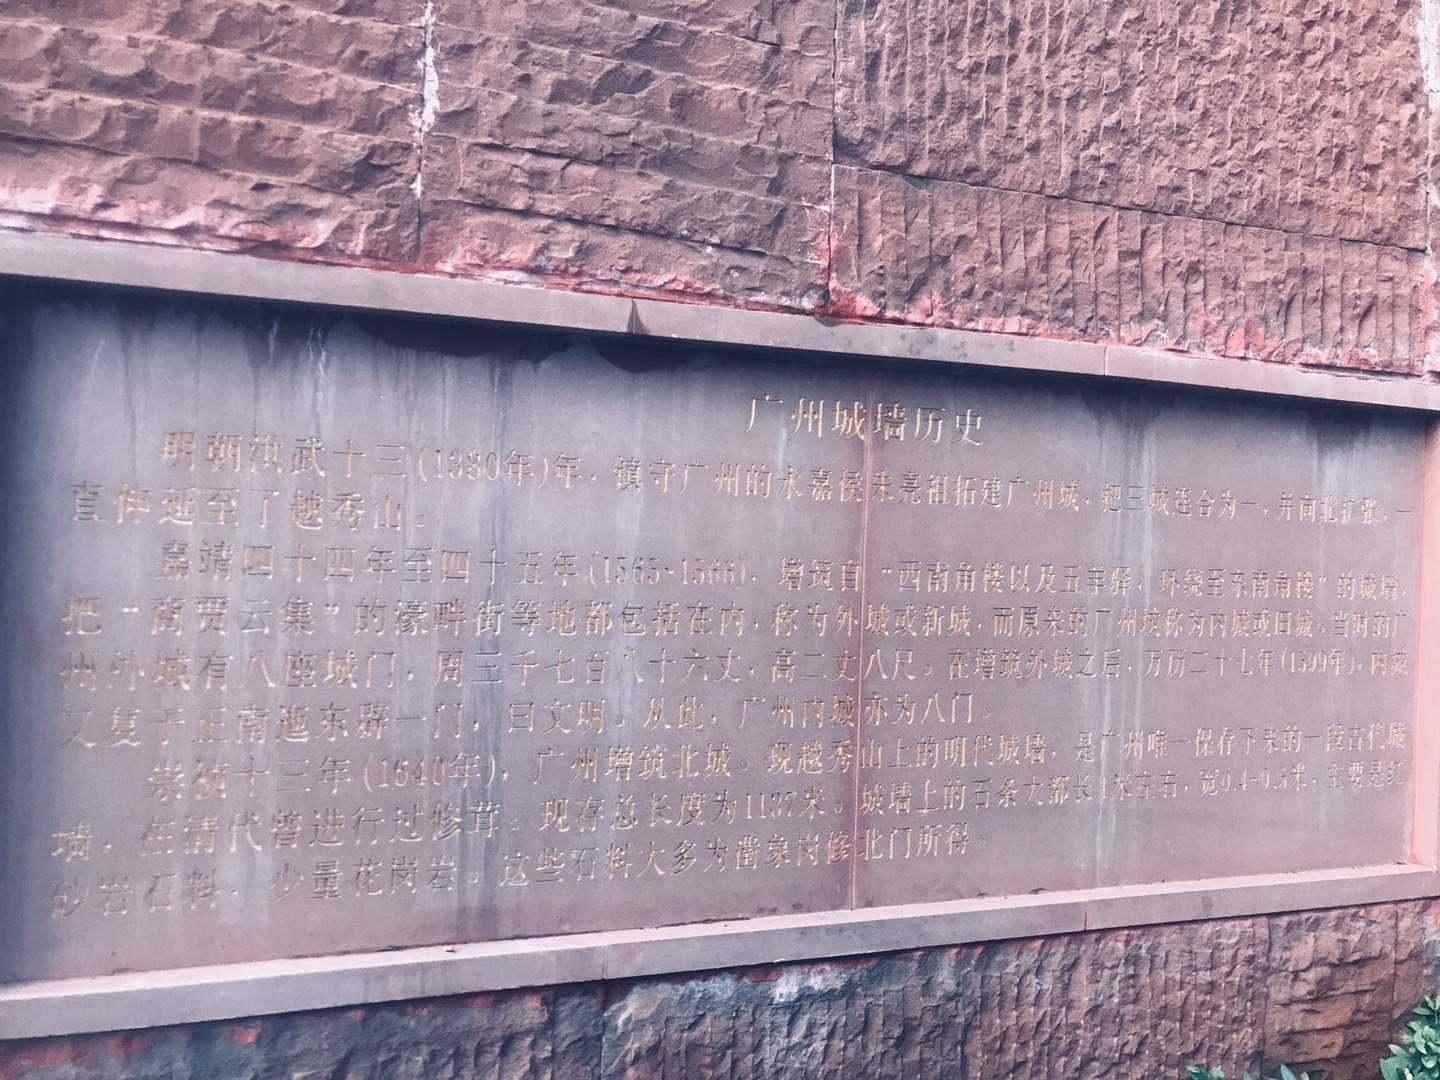 广州城墙历史
明朝洪武十三(1380年)年，镇守广州的永嘉侯朱亮祖拓建广州城，把三城连合为一，并向北扩张，一
直伸延至了越秀山。
嘉靖四十四年至四十五年(1565~1566)，增筑自“西南角楼以及五羊驿，环绕至东南角楼”的城墙，
把“商贾云集”的濠畔街等地都包括在内，称为外城或新城，而原来的广州城称为内城或旧城，当时的广
州外城有八座城门，周三千七百八十六丈，高二丈八尺。在增筑外城之后，万历二十七年(1599年)，内城
又复于正南迤东辟一门，曰文明。从此，广州内城亦为八门。
崇祯十三年(1640年)，广州增筑北城。现越秀山上的明代城墙，是广州唯一保存下来的一段古代城
墙，在清代曾进行过修葺。现存总长度为1137米。城墙上的石条大部长1米左右，宽0.4-0.5米，主要是红
砂岩石料，少量花岗岩。这些石料大多为凿象岗修北门所得。